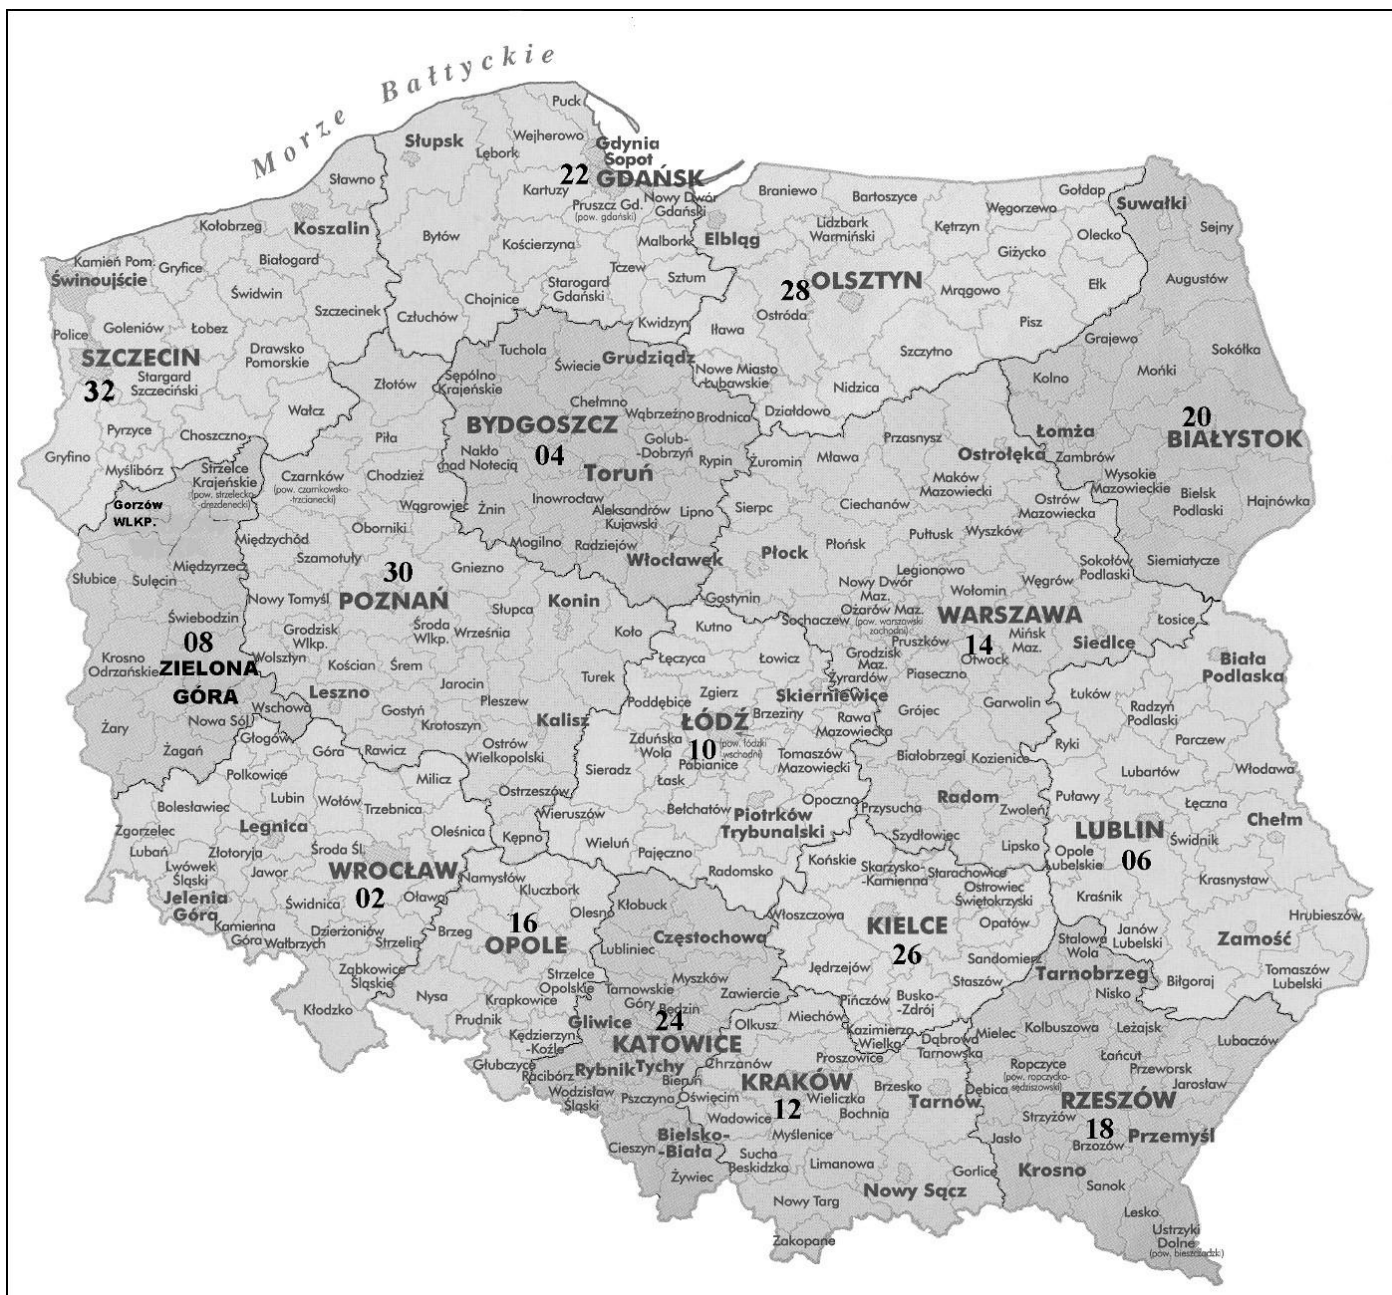 Morze Bałtyckie
Puck
Wejherowo
Słupsk
Lębork
Gdynia
Sopot
22 GDAŃSK
Sławno
Kartuzy
Pruszcz Gd.
(pow. gdański)
Nowy Dwór
Gdański
Koszalin
Kołobrzeg
Bytów
Kościerzyna
Malbork
Białogard
Kamień Pom.
Gryfice
Świnoujście
Tczew
Sztum
Starogard
Gdański
Świdwin
Szczecinek
Chojnice
Człuchów
Kwidzyn
Police
Goleniów
Łobez
Drawsko
Pomorskie
SZCZECIN
32
Stargard
Szczeciński
Wałcz
Pyrzyce
Choszczno
Gryfino
Myślibórz
Braniewo
Bartoszyce
Gołdap
Węgorzewo
Elbląg
Lidzbark
Warmiński
Kętrzyn
Olecko
Giżycko
28 OLSZTYN
Ostróda
Mrągowo
Ełk
Iława
Pisz
Szczytno
Nowe Miasto
Lubawskie
Nidzica
Działdowo
Suwałki
Sejny
Augustów
Grajewo
Sokółka
Kolno
Mońki
20
BIAŁYSTOK
Łomża
Zambrów
Wysokie
Mazowieckie
Bielsk
Podlaski
Hajnówka
Siemiatycze
Tuchola
Świecie
Grudziądz
Sępólno
Krajeńskie
Chełmno
Wąbrzeźno
Brodnica
BYDGOSZCZ
04
Nakło
nad Notecią
Golub-
-Dobrzyń
Toruń
Rypin
Żnin
Inowrocław
Aleksandrów
Kujawski
Lipno
Mogilno
Radziejów
Włocławek
Strzelce
Krajeńskie
(pow. strzelecko-
-drezdenecki)
Gorzów
WLKP.
Słubice
Sulęcin
Międzyrzecz
Świebodzin
08
ZIELONA
GÓRA
Krosno
Odrzańskie
Nowa Sól
Wschowa
Żary
Żagań
Złotów
Piła
Czarnków
(pow. czarnkowsko-
-trzcianecki)
Chodzież
Wągrowiec
Oborniki
Międzychód
Szamotuły
30
POZNAŃ
Gniezno
Nowy Tomyśl
Słupca
Konin
Środa
Wlkp.
Września
Koło
Grodzisk
Wlkp.
Wolsztyn
Kościan
Śrem
Turek
Jarocin
Leszno
Pleszew
Gostyń
Krotoszyn
Kalisz
Rawicz
Ostrów
Wielkopolski
Ostrzeszów
Kępno
Żuromin
Mława
Przasnysz
Ostrołęka
Maków
Mazowiecki
Ostrów
Mazowiecka
Sierpc
Ciechanów
Pułtusk
Wyszków
Płock
Płońsk
Legionowo
Sokołów
Podlaski
Węgrów
Nowy Dwór
Maz.
Wołomin
Gostynin
Sochaczew
Ożarów Maz.
(pow. warszawski
zachodni)
WARSZAWA
14
Mińsk
Maz.
Siedlce
Łosice
Pruszków
Grodzisk
Maz.
Otwock
Żyrardów
Piaseczno
Grójec
Garwolin
Białobrzegi
Kozienice
Radom
Zwoleń
Przysucha
Szydłowiec
Lipsko
Kutno
Łęczyca
Łowicz
Poddębice
Zgierz
Skierniewice
Brzeziny
ŁÓDŹ
10
(pow. łódzki
wschodni)
Rawa
Mazowiecka
Zduńska
Wola
Pabianice
Tomaszów
Mazowiecki
Sieradz
Łask
Opoczno
Bełchatów
Wieruszów
Piotrków
Trybunalski
Wieluń
Pajęczno
Radomsko
Biała
Podlaska
Łuków
Radzyń
Podlaski
Ryki
Parczew
Lubartów
Włodawa
Puławy
Łęczna
Chełm
LUBLIN
06
Świdnik
Opole
Lubelskie
Krasnystaw
Kraśnik
Hrubieszów
Janów
Lubelski
Zamość
Biłgoraj
Tomaszów
Lubelski
Głogów
Góra
Polkowice
Milicz
Bolesławiec
Lubin
Wołów
Trzebnica
Zgorzelec
Legnica
Oleśnica
Lubań
Złotoryja
Środa Śl.
Lwówek
Śląski
Jawor
WROCŁAW
02
Oława
Jelenia
Góra
Świdnica
Kamienna
Góra
Wałbrzych
Dzierżoniów
Strzelin
Ząbkowice
Śląskie
Kłodzko
Namysłów
Kluczbork
Olesno
16
OPOLE
Brzeg
Strzelce
Opolskie
Nysa
Krapkowice
Prudnik
Kędzierzyn-
-Koźle
Głubczyce
Kłobuck
Częstochowa
Lubliniec
Myszków
Tarnowskie
Góry
Zawiercie
Będzin
Gliwice
24
KATOWICE
Rybnik
Tychy
Racibórz
Bieruń
Wodzisław
Śląski
Pszczyna
Cieszyn
Bielsko-
-Biała
Żywiec
Końskie
Skarżysko-
-Kamienna
Starachowice
Ostrowiec
Świętokrzyski
Włoszczowa
KIELCE
26
Opatów
Jędrzejów
Sandomierz
Staszów
Pińczów
Busko-
-Zdrój
Kazimierza
Wielka
Olkusz
Miechów
Dąbrowa
Tarnowska
Proszowice
Chrzanów
KRAKÓW
12
Brzesko
Oświęcim
Wieliczka
Bochnia
Tarnów
Wadowice
Myślenice
Sucha
Beskidzka
Limanowa
Gorlice
Nowy Targ
Nowy Sącz
Zakopane
Stalowa
Wola
Tarnobrzeg
Nisko
Mielec
Kolbuszowa
Leżajsk
Lubaczów
Ropczyce
(pow. ropczycko-
-sędziszowski)
Łańcut
Przeworsk
Dębica
Jarosław
RZESZÓW
18
Strzyżów
Przemyśl
Jasło
Brzozów
Krosno
Sanok
Lesko
Ustrzyki
Dolne
(pow. bieszczadzki)